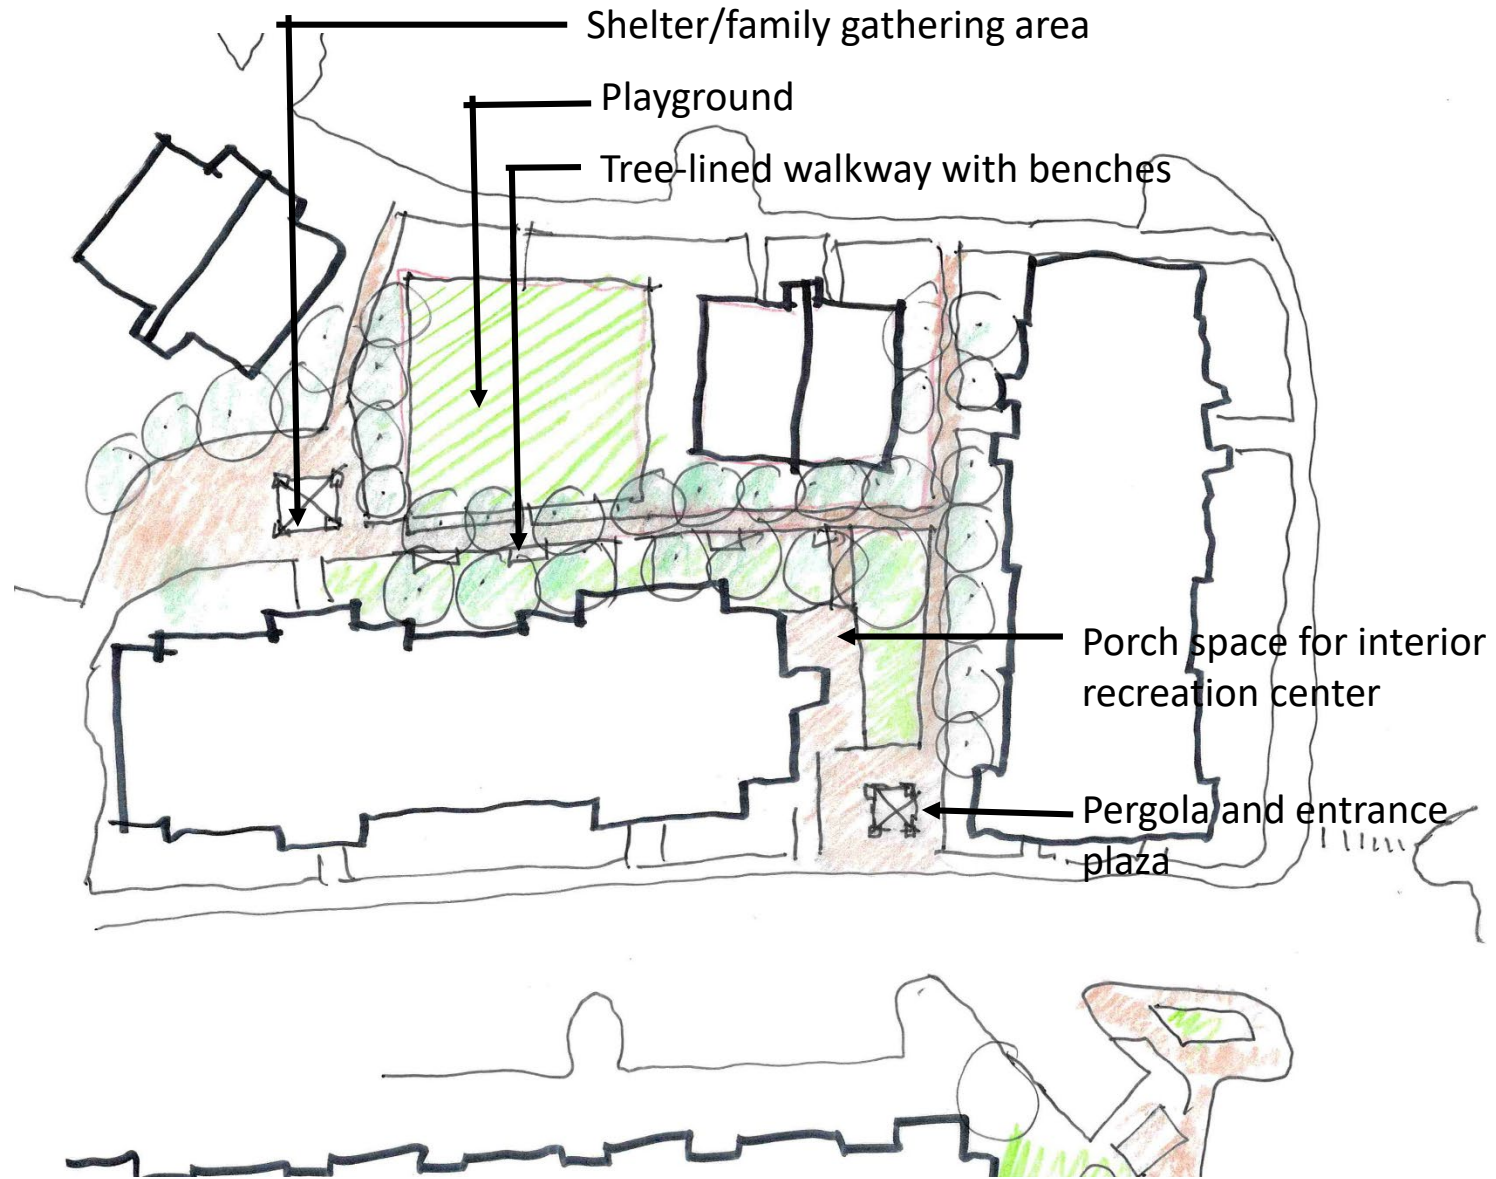 Shelter/family gathering area
Playground
Tree-lined walkway with benches
Porch space for interior
recreation center
Pergola and entrance
plaza